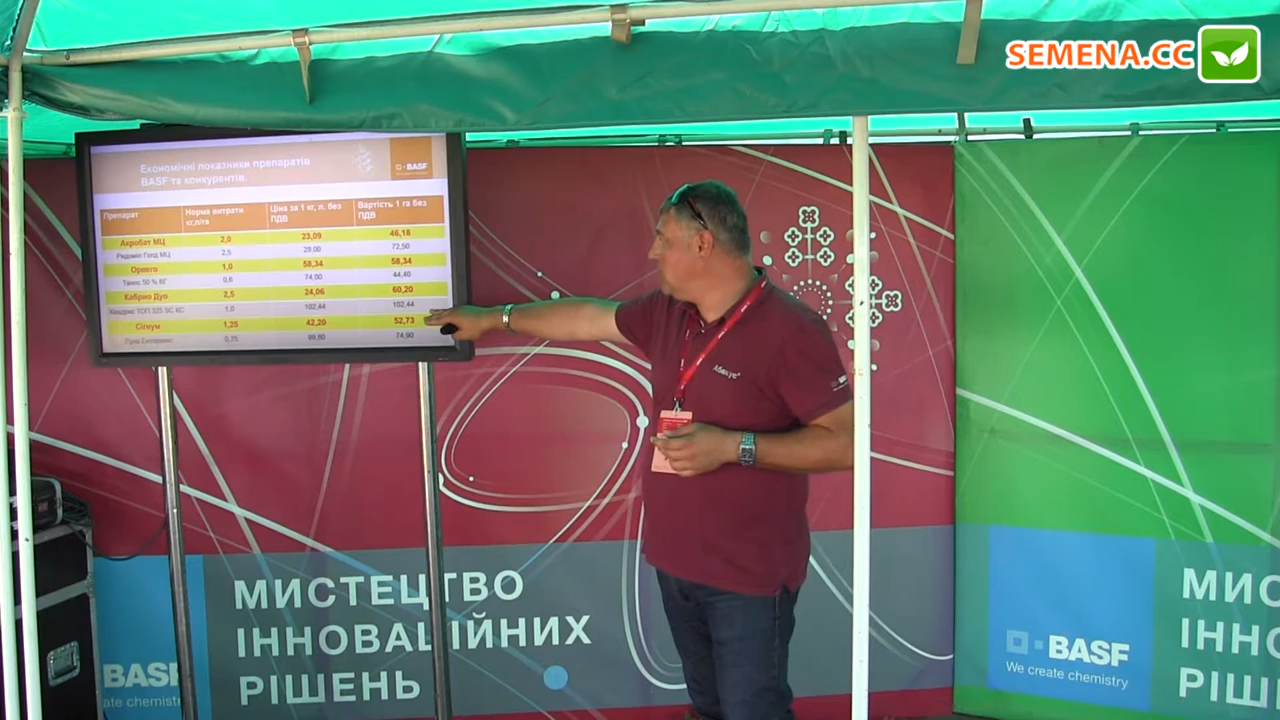 SEMENA.CC
Економічні показники препаратів
BASF та конкурентів.
BASF
Препарат Норма витрати кг,л/га Ціна за 1 кг, л. без ПДВ Вартість 1 га без ПДВ
Акробат МЦ 2,0 23,09 46,18
Ридоміл Голд МЦ 2,5 29,00 72,50
Орвего 1,0 58,34 58,34
Танос 50 % ВГ 0,6 74,00 44,40
Кабрио Дуо 2,5 24,06 60,20
Квадрис ТОП 325 SC КС 1,0 102,44 102,44
Сігнум 1,25 42,20 52,73
0,75 99,80 74,90
Абакус®
МИСТЕЦТВО
ІННОВАЦІЙНИХ
РІШЕНЬ
BASF
ate chemistry
BASF
We create chemistry
МИС
ІННО
РІШ